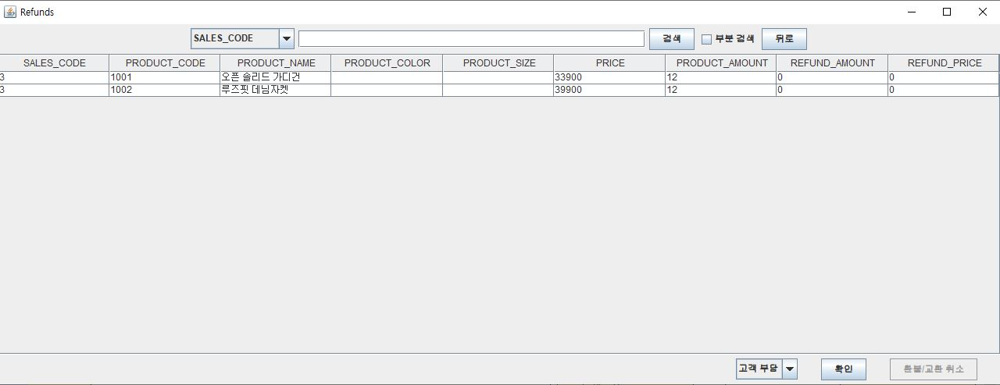 Refunds
SALES_CODE 검색 부분 검색 뒤로
SALES_CODE PRODUCT_CODE PRODUCT_NAME PRODUCT_COLOR PRODUCT_SIZE PRICE PRODUCT_AMOUNT REFUND_AMOUNT REFUND_PRICE
3 1001 오픈 솔리드 가디건 33900 12 0 0
3 1002 루즈핏 데님자켓 39900 12 0 0
고객 부담 확인 환불/교환 취소